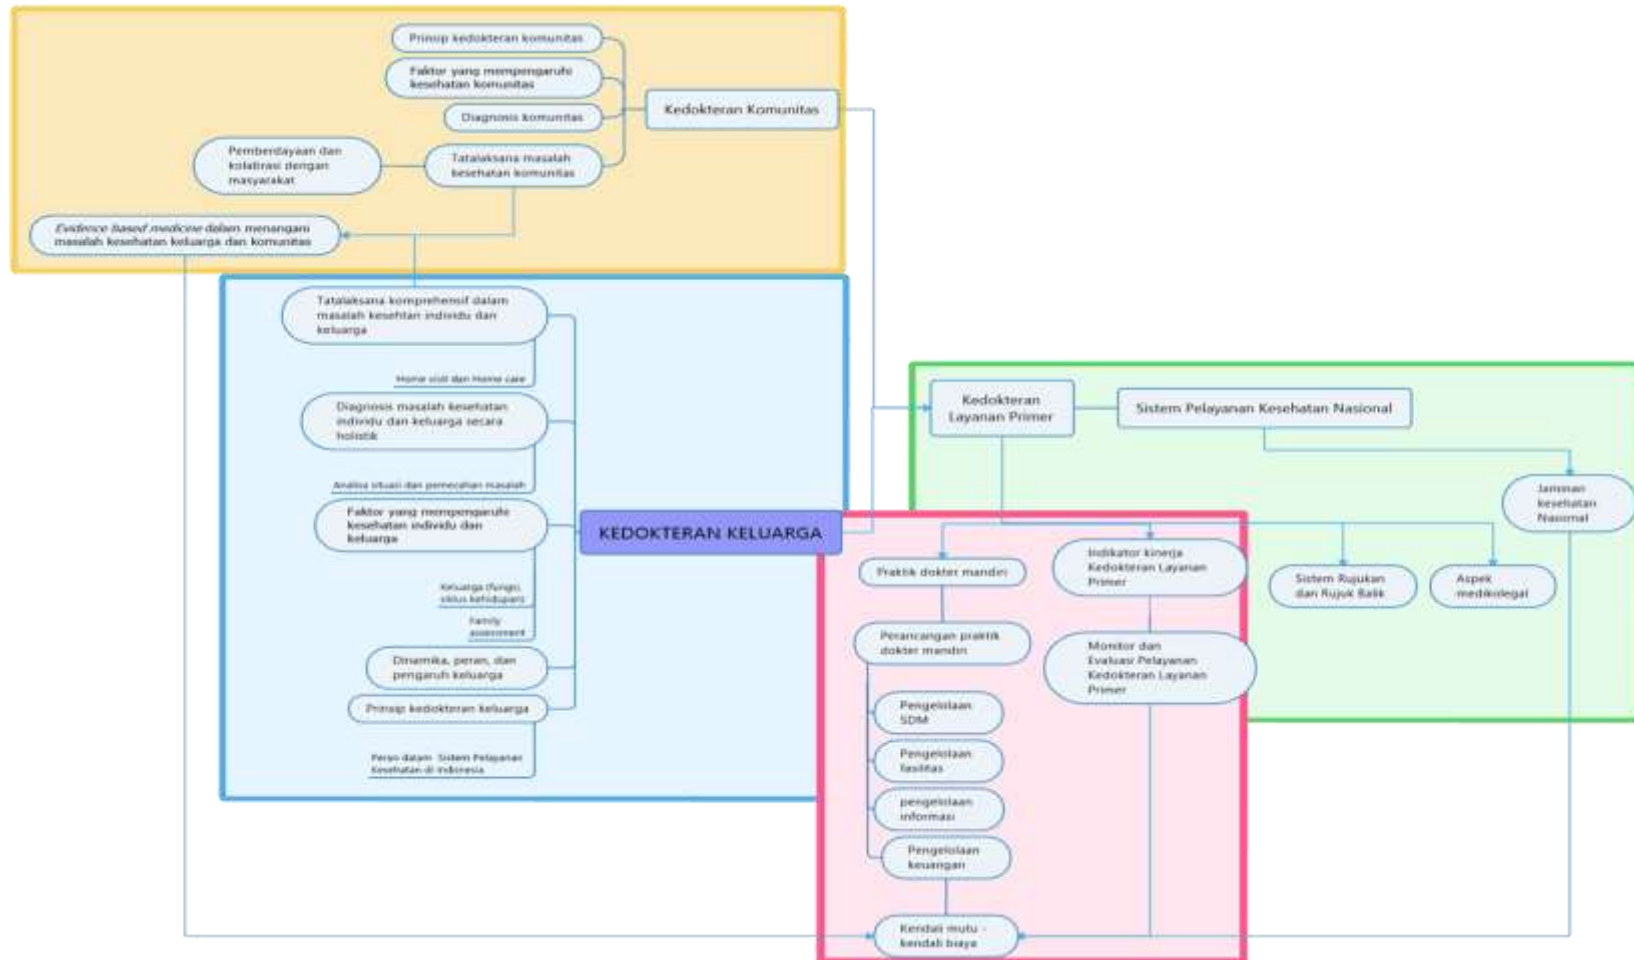 Prinsip kedokteran komunitas
Faktor yang mempengaruhi
kesehatan komunitas
Diagnosis komunitas
Kedokteran Komunitas
Pemberdayaan dan
kolabirasi dengan
masyarakat
Tatalaksana masalah
kesehatan komunitas
Evidence based medicine dalam menangani
masalah kesehatan keluarga dan komunitas
Tatalaksana komprehensif dalam
masalah kesehtan individu dan
keluarga
Home visit dan Home care
Diagnosis masalah kesehatan
individu dan keluarga secara
holistik
Analisa situasi dan pemecahan masalah
Faktor yang mempengaruhi
kesehatan individu dan
keluarga
Keluarga (fungsi,
siklus kehidupan)
Family
assessment
Dinamika, peran, dan
pengaruh keluarga
Prinsip kedokteran keluarga
Peran dalam Sistem Pelayanan
Kesehatan di Indonesia
KEDOKTERAN KELUARGA
Kedokteran
Layanan Primer
Sistem Pelayanan Kesehatan Nasional
Jaminan
kesehatan
Nasional
Praktik dokter mandiri
Indikator kinerja
Kedokteran Layanan
Primer
Sistem Rujukan
dan Rujuk Balik
Aspek
medikolegal
Perancangan praktik
dokter mandiri
Monitor dan
Evaluasi Pelayanan
Kedokteran Layanan
Primer
Pengelolaan
SDM
Pengelolaan
fasilitas
pengelolaan
informasi
Pengelolaan
keuangan
Kendali mutu -
kendali biaya